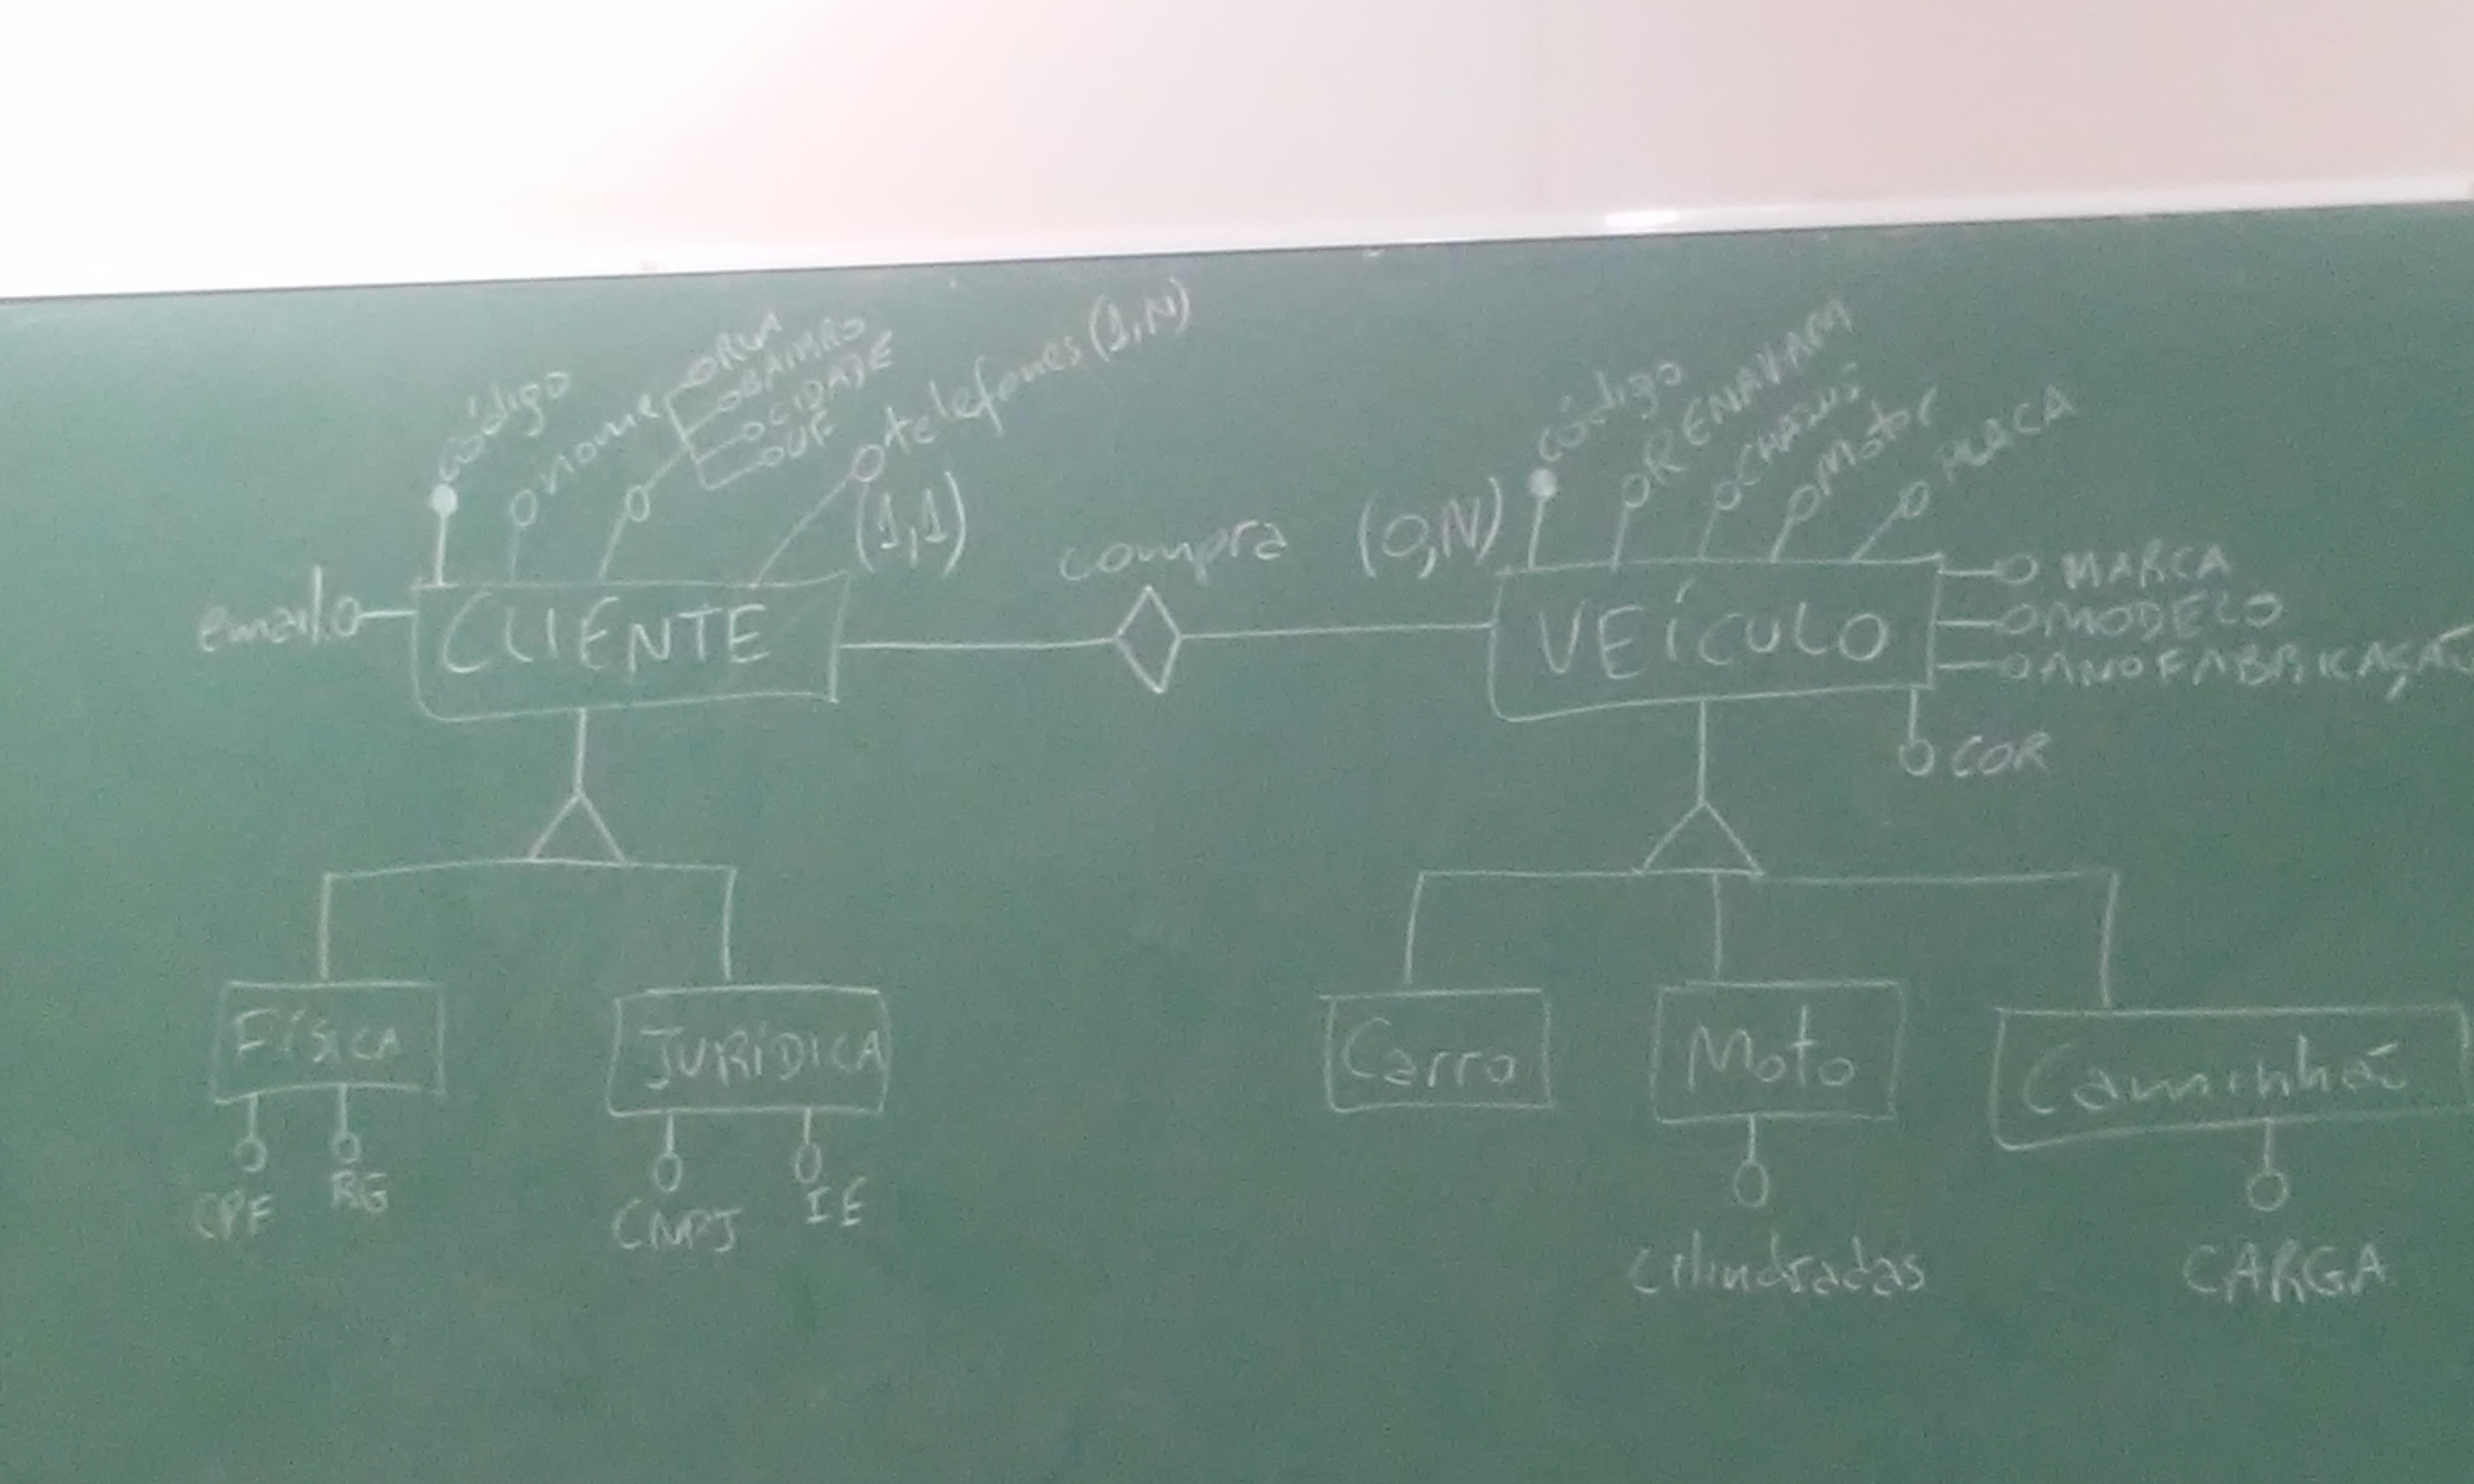 código
nome
RUA
BAIRRO
CIDADE
UF
telefones (1,N)
email
CLIENTE
(1,1)
compra
(0,N)
código
RENAVAM
CHASSIS
Motor
PLACA
VEÍCULO
MARCA
MODELO
ANO FABRICAÇÃO
COR
FÍSICA
CPF
RG
JURÍDICA
CNPJ
IE
Carro
Moto
Cilindradas
Caminhão
CARGA